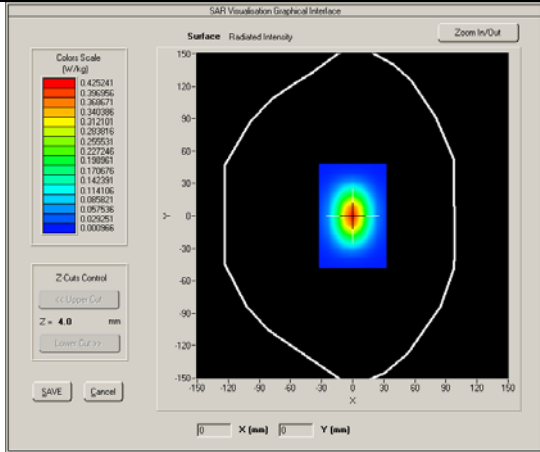 SAR Visualisation Graphical Interface
Surface Radiated Intensity
Zoom In/Out
Colors Scale
(W/kg)
0.425241
0.396956
0.368671
0.340386
0.312101
0.283816
0.255531
0.227246
0.198961
0.170676
0.142391
0.114106
0.085821
0.057536
0.029251
0.000966
Z-Cuts Control
<< Upper Cut
Z = 4.0 mm
Lower Cut >>
SAVE Cancel
150
120
90
60
30
0
-30
-60
-90
-120
-150
Y
-150 -120 -90 -60 -30 0 30 60 90 120 150
X
0 X (mm) 0 Y (mm)